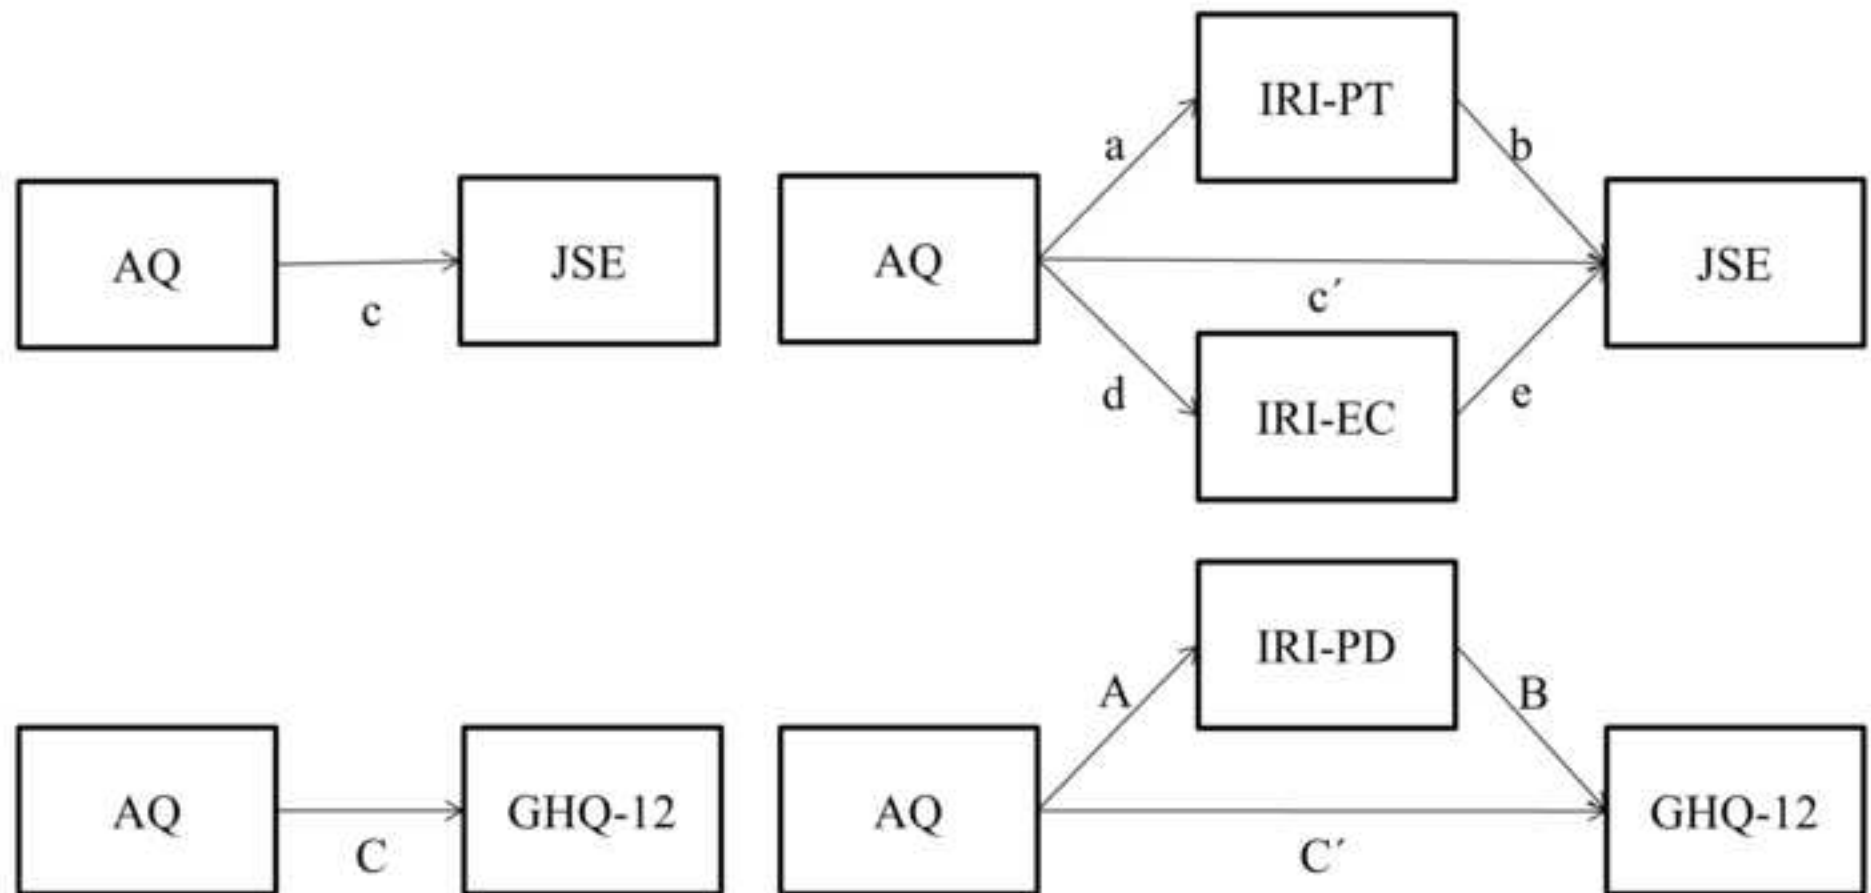 IRI-PT
a
b
AQ
JSE
AQ
JSE
c
c´
d
IRI-EC
e
IRI-PD
A
B
AQ
GHQ-12
AQ
GHQ-12
C
C´